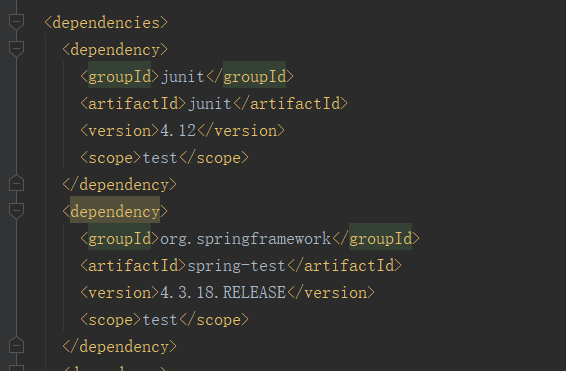 <dependencies>
<dependency>
<groupId>junit</groupId>
<artifactId>junit</artifactId>
<version>4.12</version>
<scope>test</scope>
</dependency>
<dependency>
<groupId>org.springframework</groupId>
<artifactId>spring-test</artifactId>
<version>4.3.18.RELEASE</version>
<scope>test</scope>
</dependency>